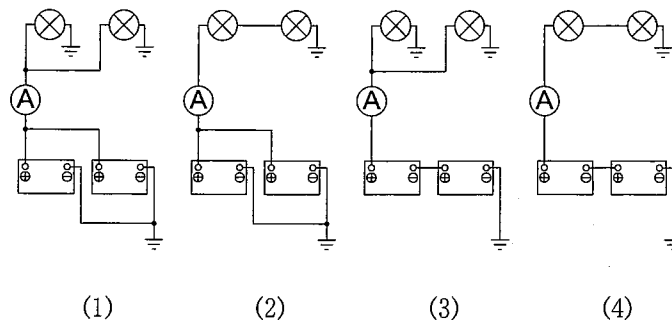 A A A A
⊕ ⊖ ⊕ ⊖ ⊕ ⊖ ⊕ ⊖ ⊕ ⊖ ⊕ ⊖ ⊕ ⊖ ⊕ ⊖
(1) (2) (3) (4)